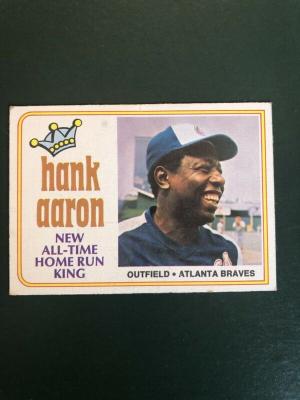 hank
aaron
NEW
ALL-TIME
HOME RUN
KING
OUTFIELD • ATLANTA BRAVES